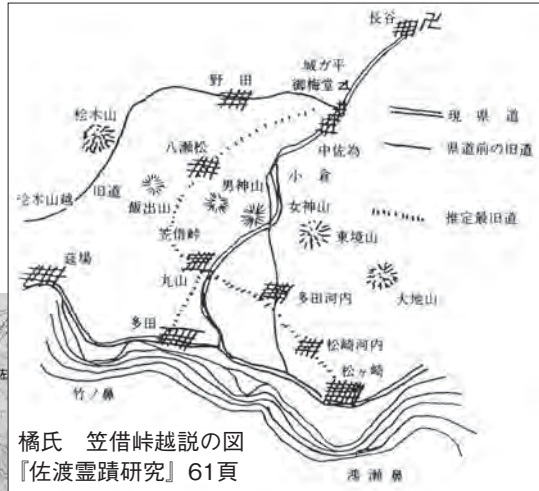 長谷
城ガ平
御梅堂
野田
桧木山
現県道
県道前の旧道
推定最旧道
中佐為
八瀬松
小倉
男神山
女神山
飯出山
桧木山越
旧道
笠借峠
東境山
莚場
丸山
大地山
多田河内
多田
松崎河内
松ヶ崎
竹ノ鼻
鴻瀬鼻
橘氏 笠借峠越説の図
『佐渡霊蹟研究』61頁